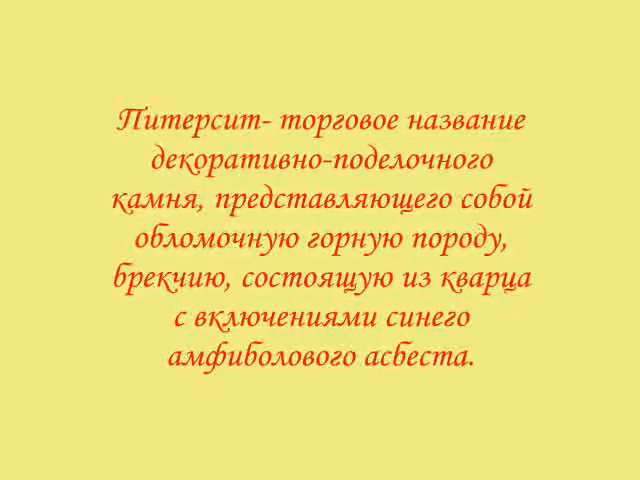 Питерсит- торговое название
декоративно-поделочного
камня, представляющего собой
обломочную горную породу,
брекчию, состоящую из кварца
с включениями синего
амфиболового асбеста.